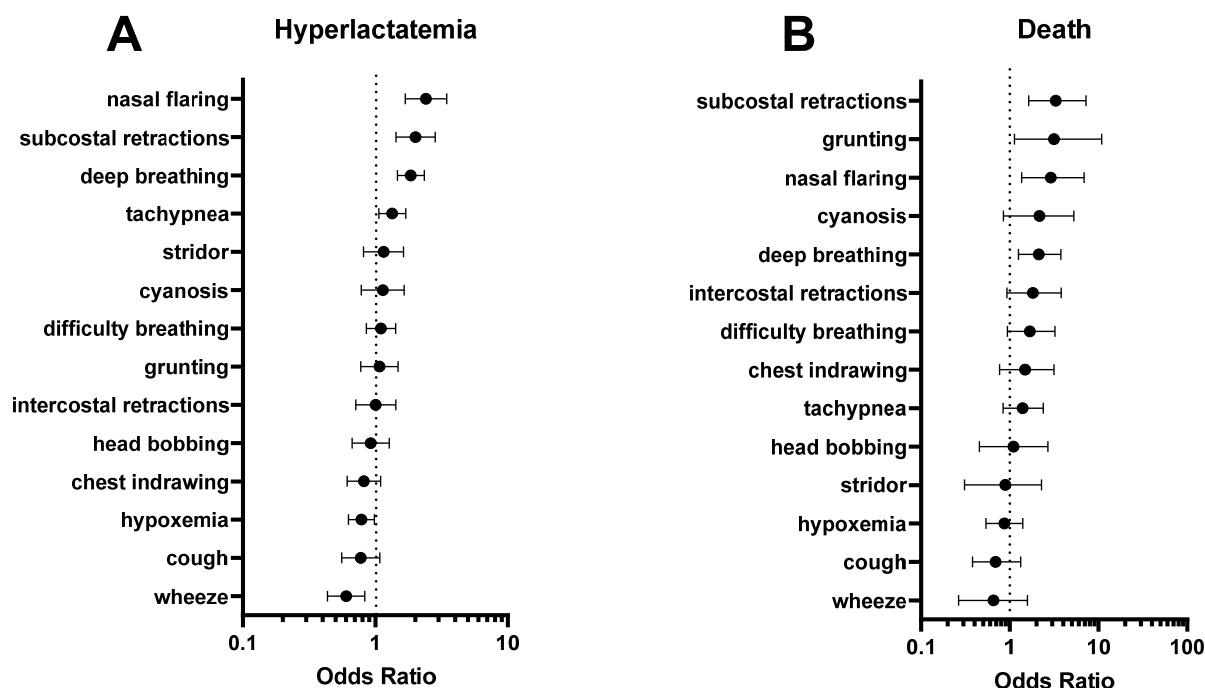 A
Hyperlactatemia
nasal flaring
subcostal retractions
deep breathing
tachypnea
stridor
cyanosis
difficulty breathing
grunting
intercostal retractions
head bobbing
chest indrawing
hypoxemia
cough
wheeze
0.1 1 10
Odds Ratio
B
Death
subcostal retractions
grunting
nasal flaring
cyanosis
deep breathing
intercostal retractions
difficulty breathing
chest indrawing
tachypnea
head bobbing
stridor
hypoxemia
cough
wheeze
0.1 1 10 100
Odds Ratio